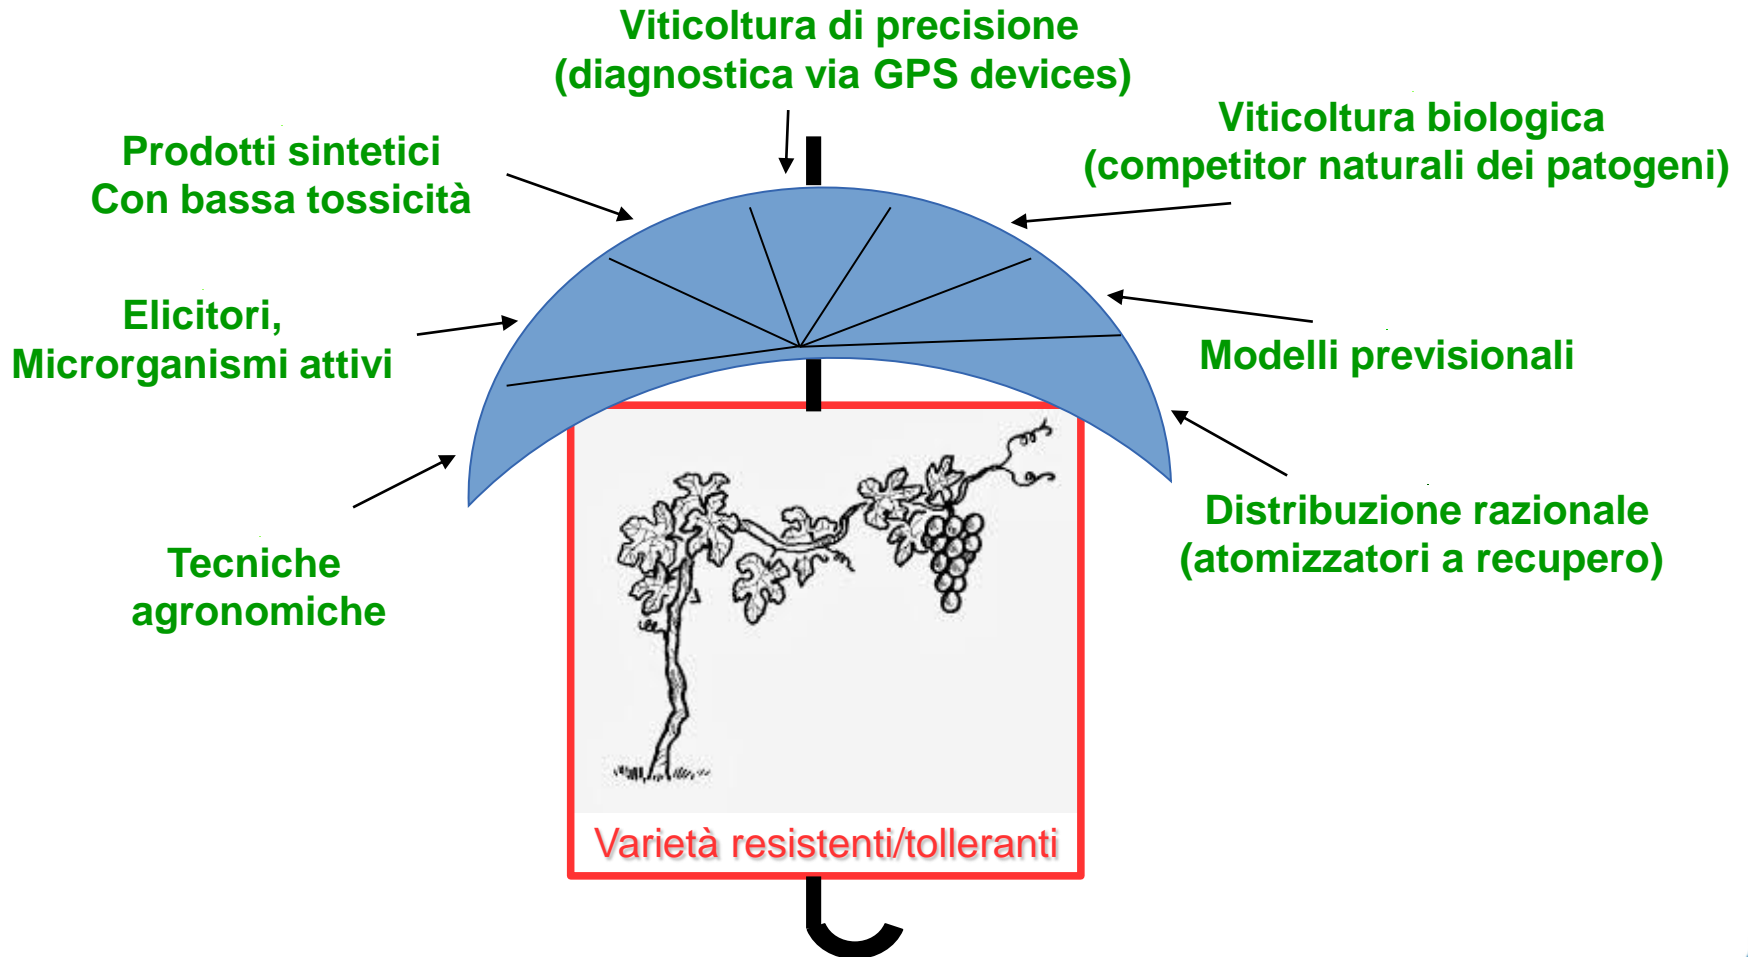 Viticoltura di precisione
(diagnostica via GPS devices)
Prodotti sintetici
Con bassa tossicità
Viticoltura biologica
(competitor naturali dei patogeni)
Elicitori,
Microrganismi attivi
Modelli previsionali
Tecniche
agronomiche
Distribuzione razionale
(atomizzatori a recupero)
Varietà resistenti/tolleranti